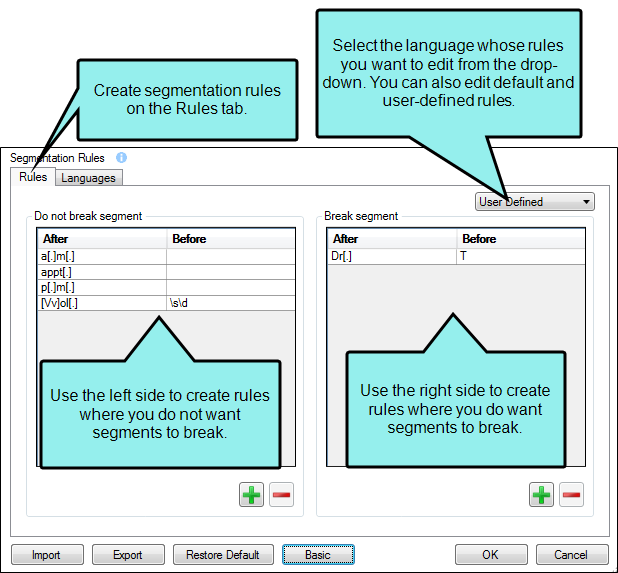 Select the language whose rules
you want to edit from the drop-
down. You can also edit default and
user-defined rules.
Create segmentation rules
on the Rules tab.
Segmentation Rules
Rules
Languages
User Defined
Do not break segment
After Before
a[.]m[.]
appt[.]
p[.]m[.]
[Vv]ol[.] \s\d
Use the left side to create rules
where you do not want
segments to break.
Break segment
After Before
Dr[.] T
Use the right side to create
rules where you do want
segments to break.
Import Export Restore Default Basic OK Cancel